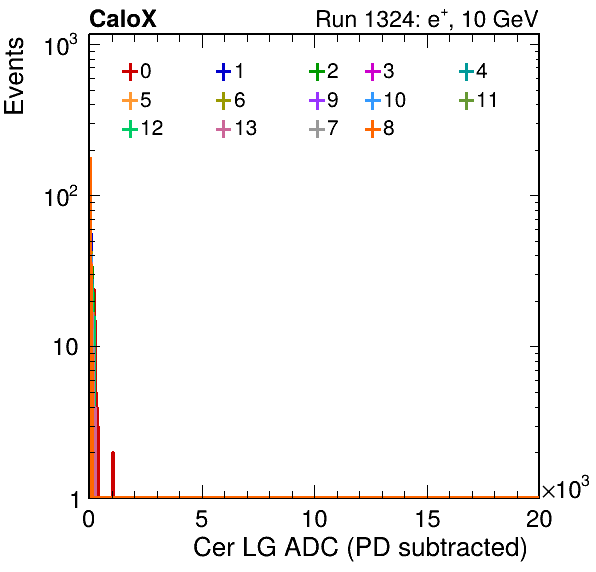 CaloX Run 1324: e⁺, 10 GeV
Events
10³
0 1 2 3 4
5 6 9 10 11
12 13 7 8
10²
10
1
0 5 10 15 20
×10³
Cer LG ADC (PD subtracted)